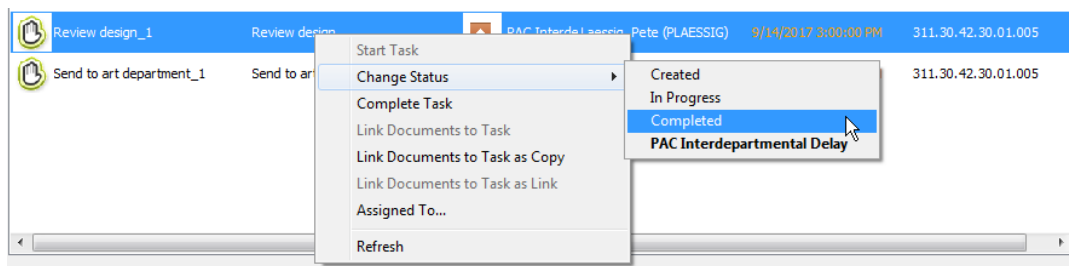 Review design_1 Review design PAC Interde Laessig, Pete (PLAESSIG) 9/14/2017 3:00:00 PM 311.30.42.30.01.005
Send to art department_1 Send to art 311.30.42.30.01.005
Start Task
Change Status
Complete Task
Link Documents to Task
Link Documents to Task as Copy
Link Documents to Task as Link
Assigned To...
Refresh
Created
In Progress
Completed
PAC Interdepartmental Delay